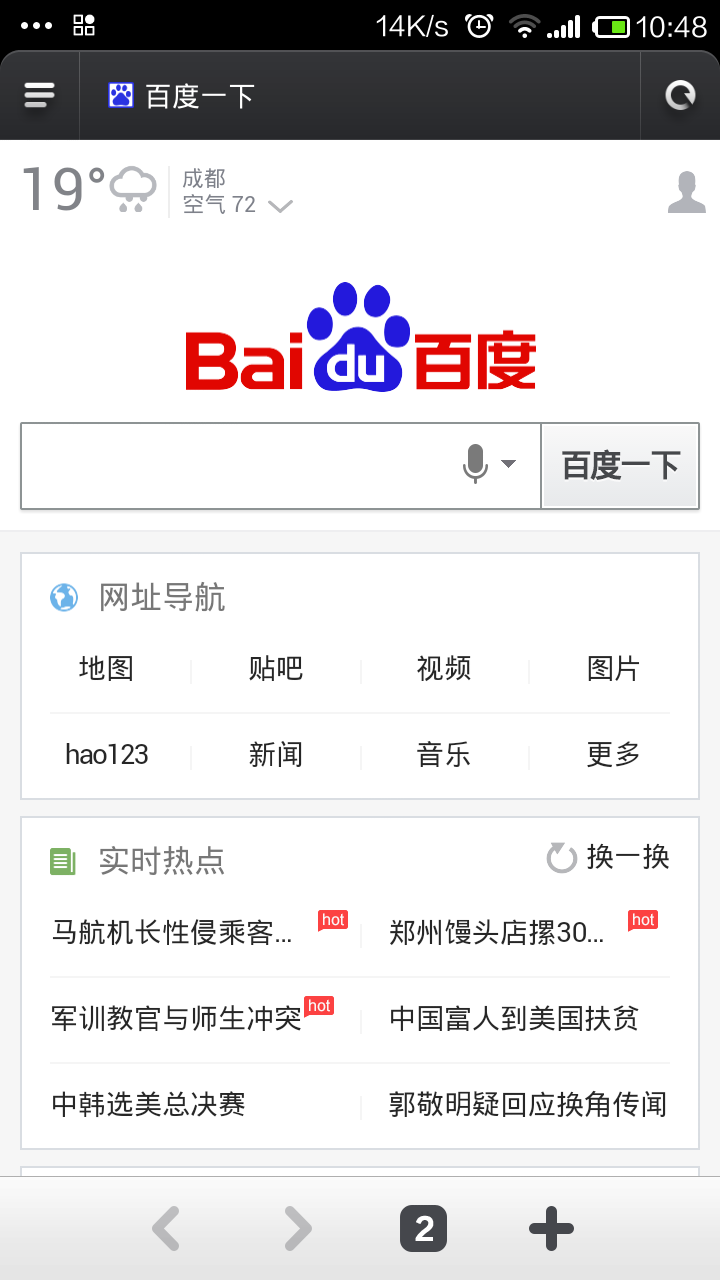 14K/s 10:48
百度一下
19° 成都
空气 72
Bai du 百度
百度一下
网址导航
地图 贴吧 视频 图片
hao123 新闻 音乐 更多
实时热点 换一换
马航机长性侵乘客... hot 郑州馒头店摞30... hot
军训教官与师生冲突 hot 中国富人到美国扶贫
中韩选美总决赛 郭敬明疑回应换角传闻
2